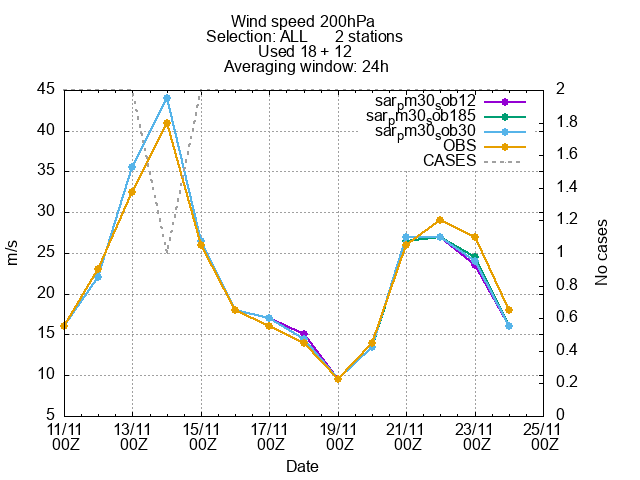 Wind speed 200hPa
Selection: ALL 2 stations
Used 18 + 12
Averaging window: 24h
45
40
35
30
25
20
15
10
5
m/s
2
1.8
1.6
1.4
1.2
1
0.8
0.6
0.4
0.2
0
No cases
sarpm30sob12
sarpm30sob185
sarpm30sob30
OBS
CASES
11/11 13/11 15/11 17/11 19/11 21/11 23/11 25/11
00Z 00Z 00Z 00Z 00Z 00Z 00Z 00Z
Date